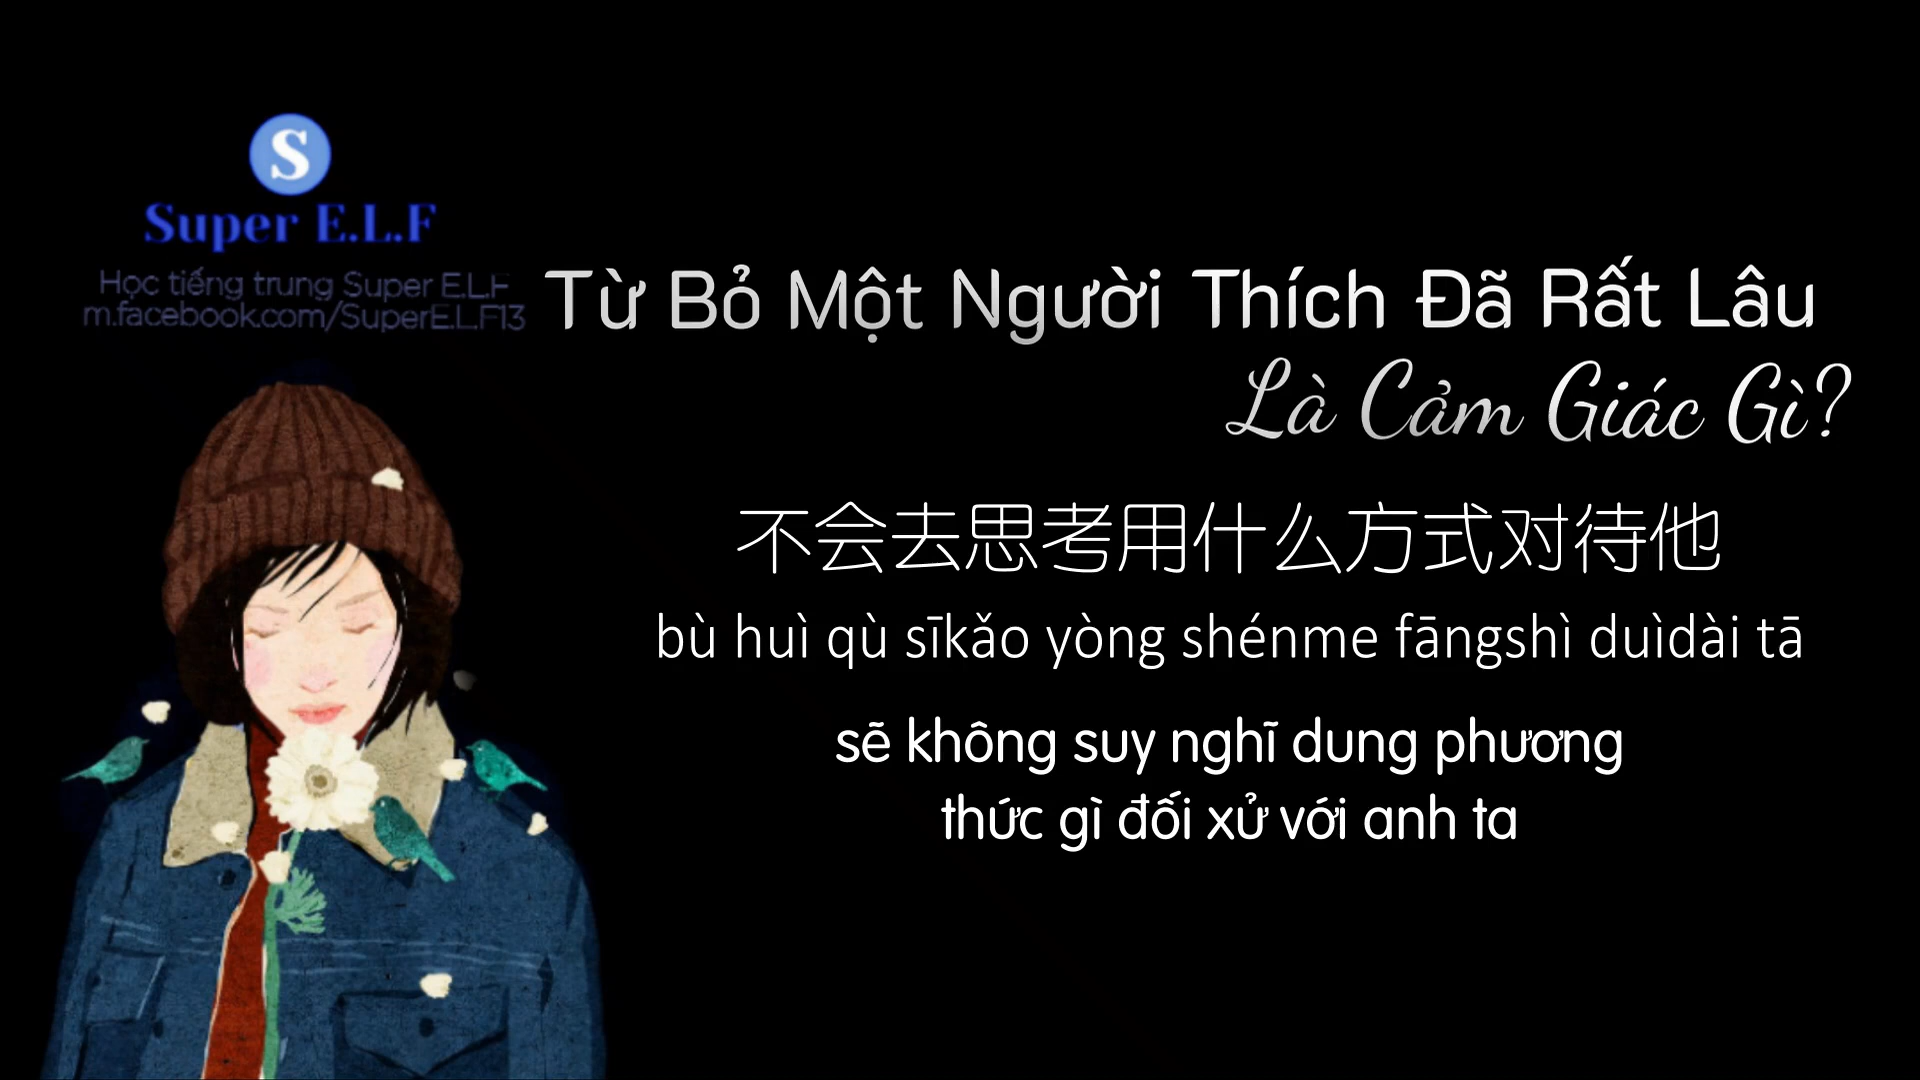 S
Super E.L.F
Học tiếng trung Super E.L.F
m.facebook.com/SuperE.L.F13
Từ Bỏ Một Người Thích Đã Rất Lâu
Là Cảm Giác Gì?
不会去思考用什么方式对待他
bù huì qù sīkǎo yòng shénme fāngshì duìdài tā
sẽ không suy nghĩ dung phương
thức gì đối xử với anh ta